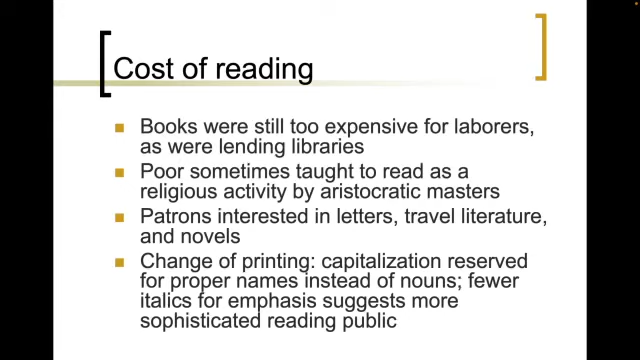 Cost of reading
Books were still too expensive for laborers,
as were lending libraries
Poor sometimes taught to read as a
religious activity by aristocratic masters
Patrons interested in letters, travel literature,
and novels
Change of printing: capitalization reserved
for proper names instead of nouns; fewer
italics for emphasis suggests more
sophisticated reading public